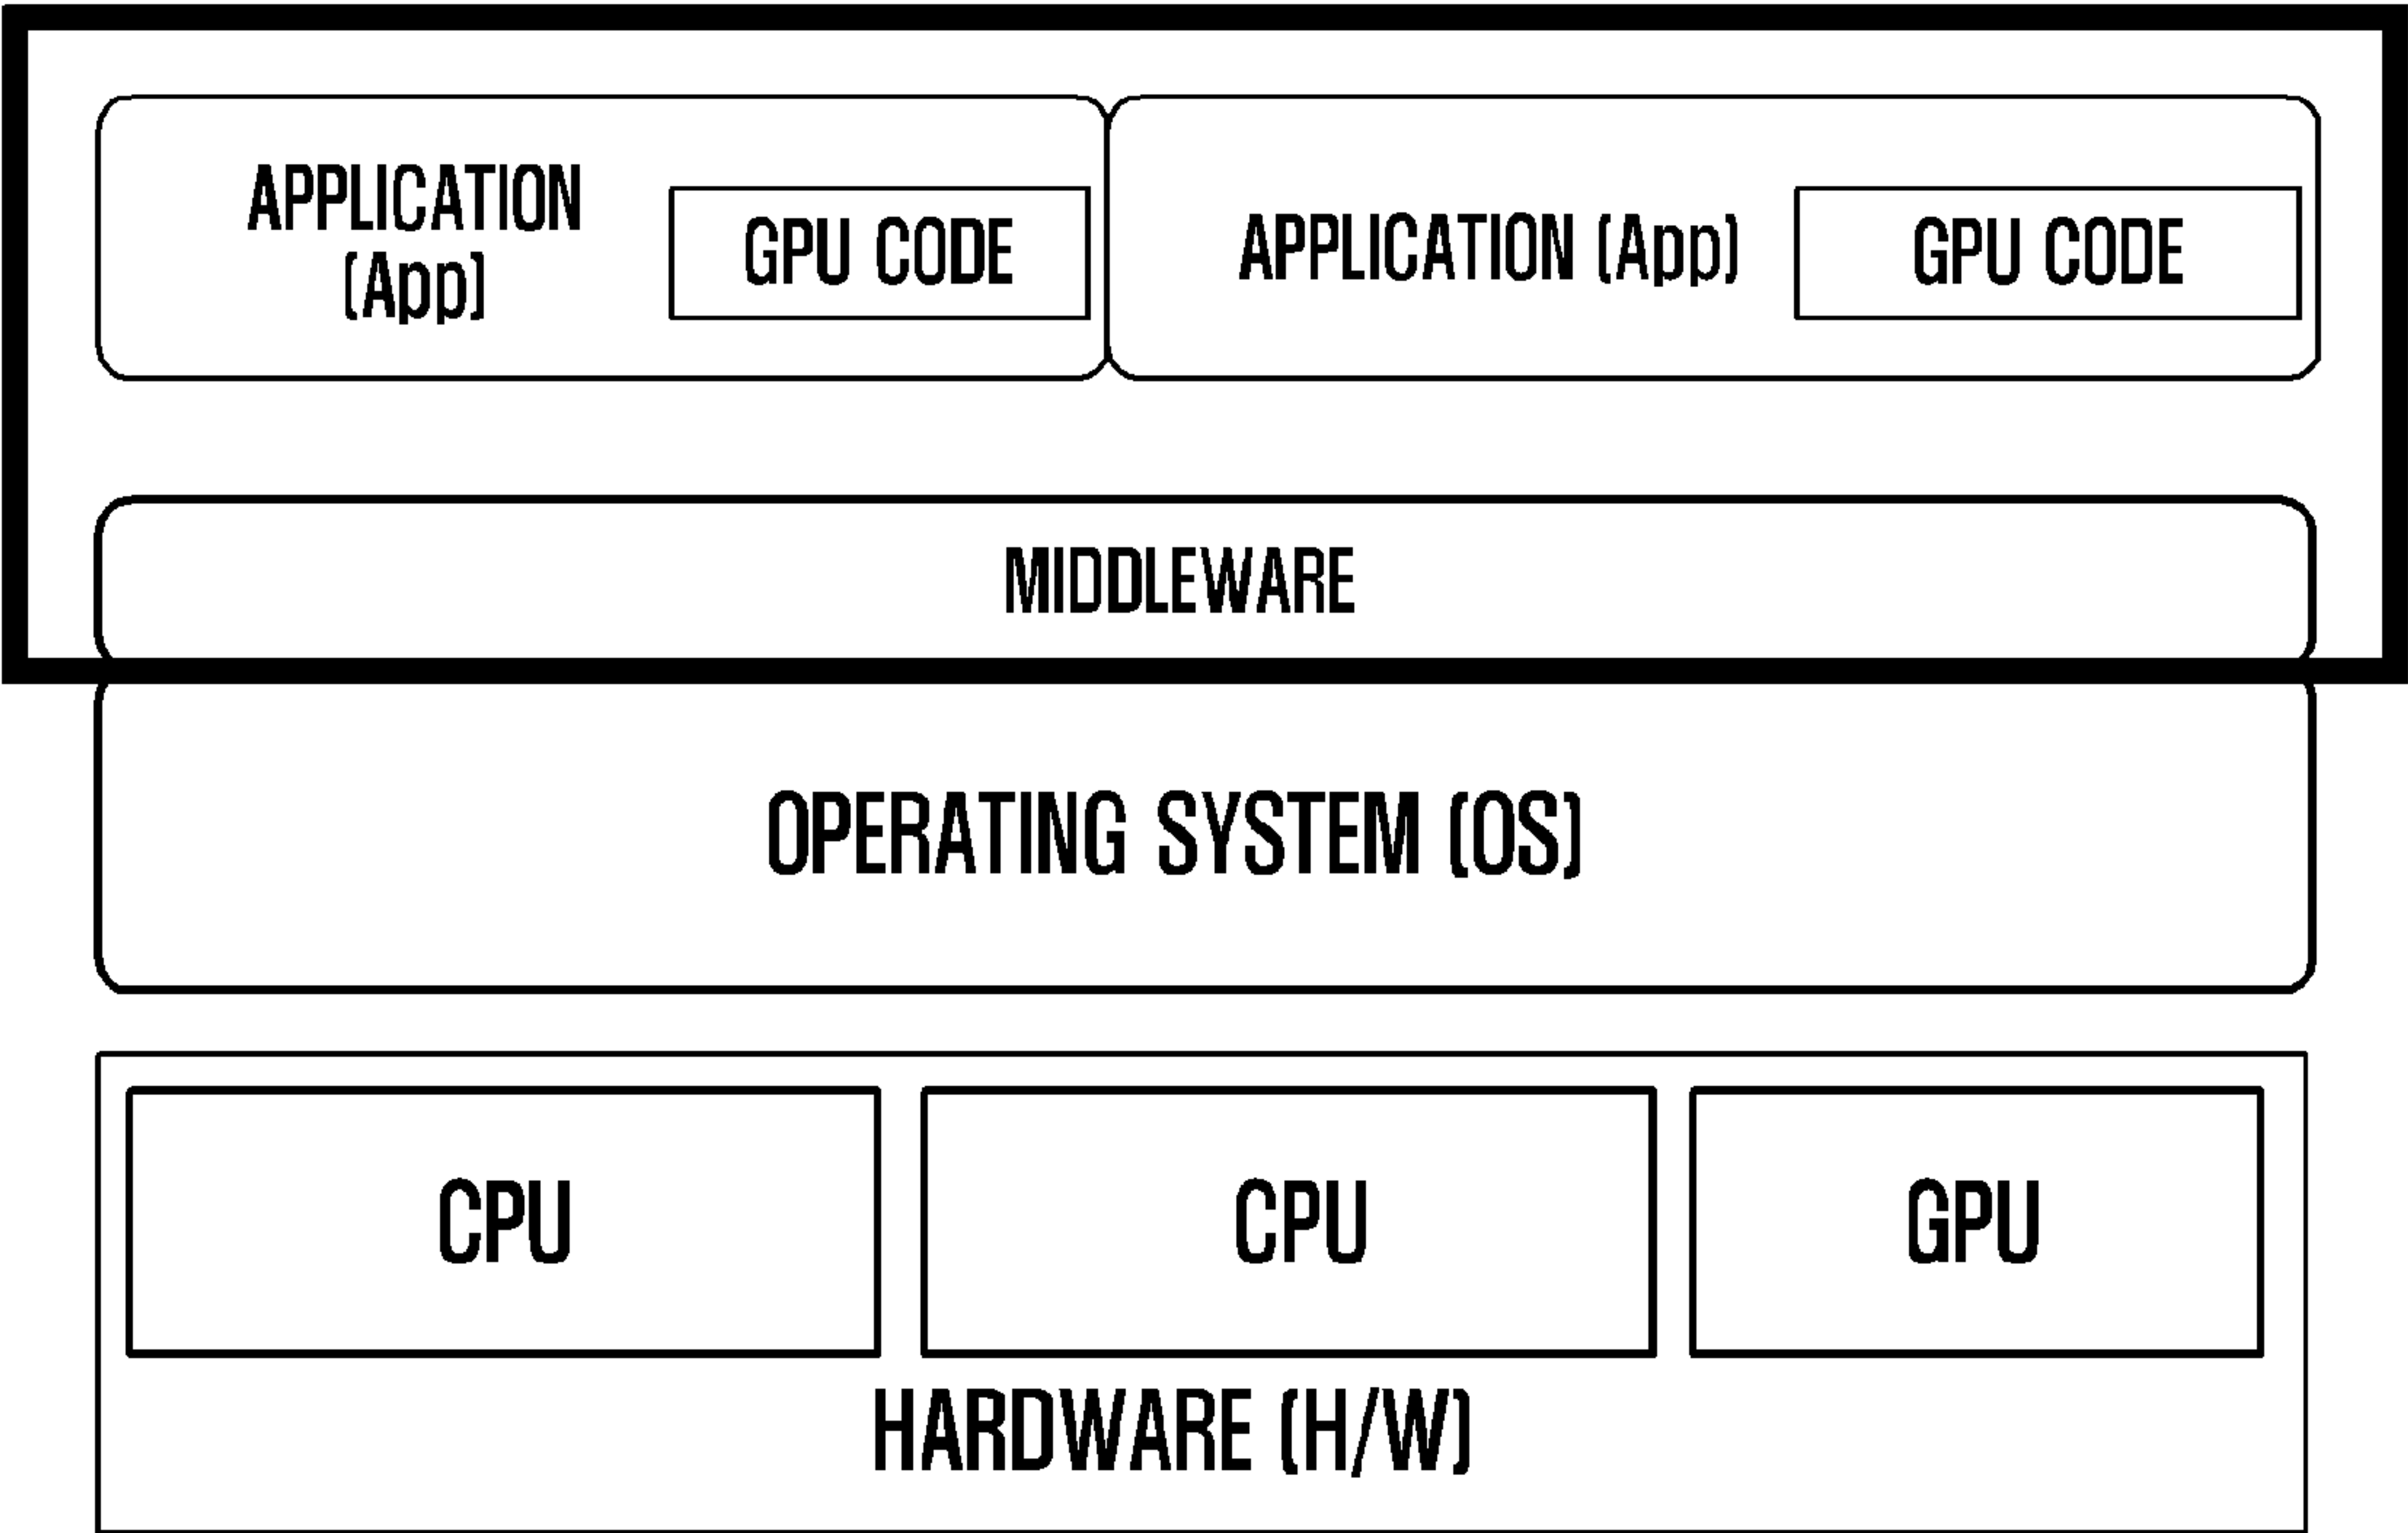 APPLICATION
(App)
GPU CODE
APPLICATION (App)
GPU CODE
MIDDLEWARE
OPERATING SYSTEM (OS)
CPU
CPU
GPU
HARDWARE (H/W)